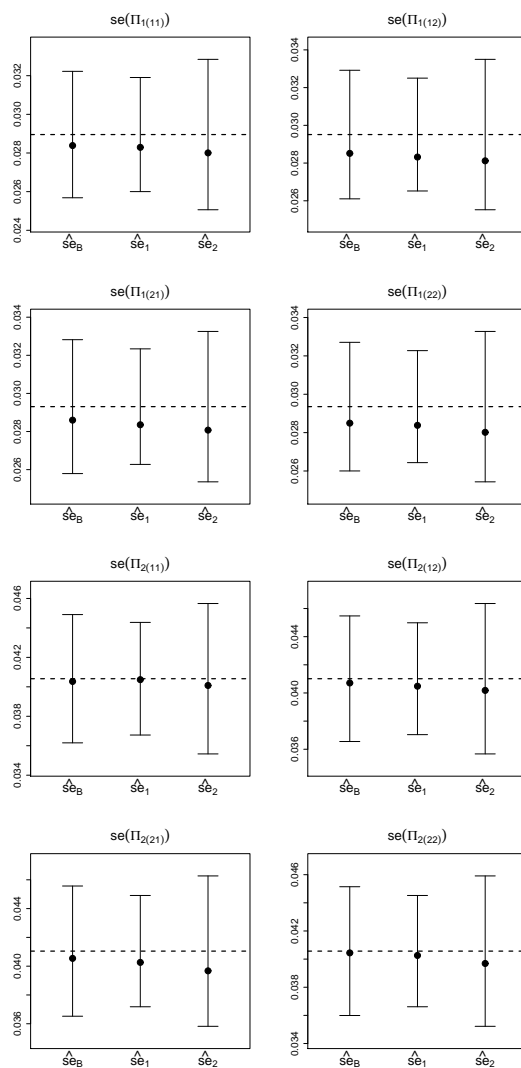 se(Π1(11))
0.024 0.026 0.028 0.030 0.032
ŝeB ŝe1 ŝe2
se(Π1(12))
0.026 0.028 0.030 0.032 0.034
ŝeB ŝe1 ŝe2
se(Π1(21))
0.026 0.028 0.030 0.032 0.034
ŝeB ŝe1 ŝe2
se(Π1(22))
0.026 0.028 0.030 0.032 0.034
ŝeB ŝe1 ŝe2
se(Π2(11))
0.034 0.038 0.042 0.046
ŝeB ŝe1 ŝe2
se(Π2(12))
0.036 0.040 0.044
ŝeB ŝe1 ŝe2
se(Π2(21))
0.036 0.040 0.044
ŝeB ŝe1 ŝe2
se(Π2(22))
0.034 0.038 0.042 0.046
ŝeB ŝe1 ŝe2